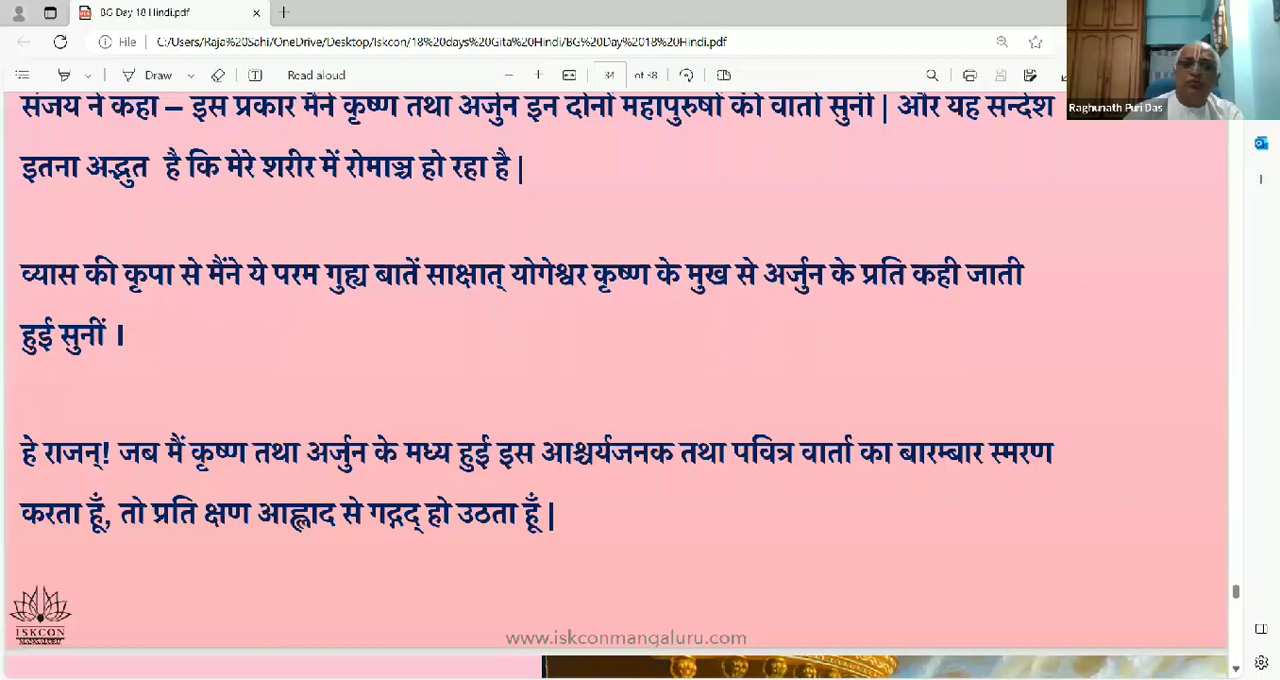 BG Day 18 Hindi.pdf
File C:/Users/Raja%20Sahi/OneDrive/Desktop/Iskcon/18%20days%20Gita%20Hindi/BG%20Day%2018%20Hindi.pdf
Draw Read aloud 34 of 38
Raghunath Puri Das
संजय ने कहा – इस प्रकार मैंने कृष्ण तथा अर्जुन इन दोनों महापुरुषों की वार्ता सुनी | और यह सन्देश
इतना अद्भुत है कि मेरे शरीर में रोमाञ्च हो रहा है |
व्यास की कृपा से मैंने ये परम गुह्य बातें साक्षात् योगेश्वर कृष्ण के मुख से अर्जुन के प्रति कही जाती
हुई सुनीं ।
हे राजन्! जब मैं कृष्ण तथा अर्जुन के मध्य हुई इस आश्चर्यजनक तथा पवित्र वार्ता का बारम्बार स्मरण
करता हूँ, तो प्रति क्षण आह्लाद से गद्गद् हो उठता हूँ |
ISKCON
www.iskconmangaluru.com